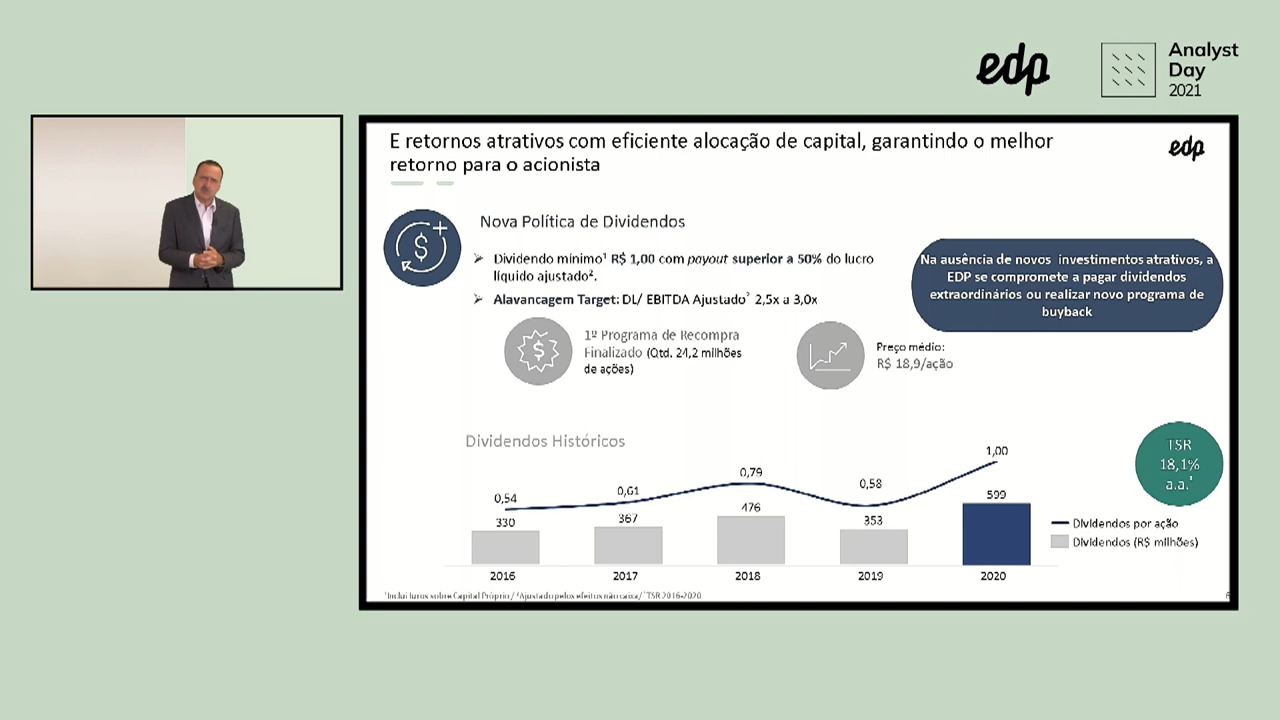 edp
Analyst
Day
2021
E retornos atrativos com eficiente alocação de capital, garantindo o melhor
retorno para o acionista
edp
Nova Política de Dividendos
➢ Dividendo mínimo¹ R$ 1,00 com payout superior a 50% do lucro
líquido ajustado².
➢ Alavancagem Target: DL/ EBITDA Ajustado² 2,5x a 3,0x
Na ausência de novos investimentos atrativos, a
EDP se compromete a pagar dividendos
extraordinários ou realizar novo programa de
buyback
1º Programa de Recompra
Finalizado (Qtd. 24,2 milhões
de ações)
Preço médio:
R$ 18,9/ação
Dividendos Históricos
TSR
18,1%
a.a.
0,54
0,61
0,79
0,58
1,00
330
367
476
353
599
2016
2017
2018
2019
2020
Dividendos por ação
Dividendos (R$ milhões)
¹Inclui Juros sobre Capital Próprio / ²Ajustado pelos efeitos não caixa/ ³TSR 2016-2020